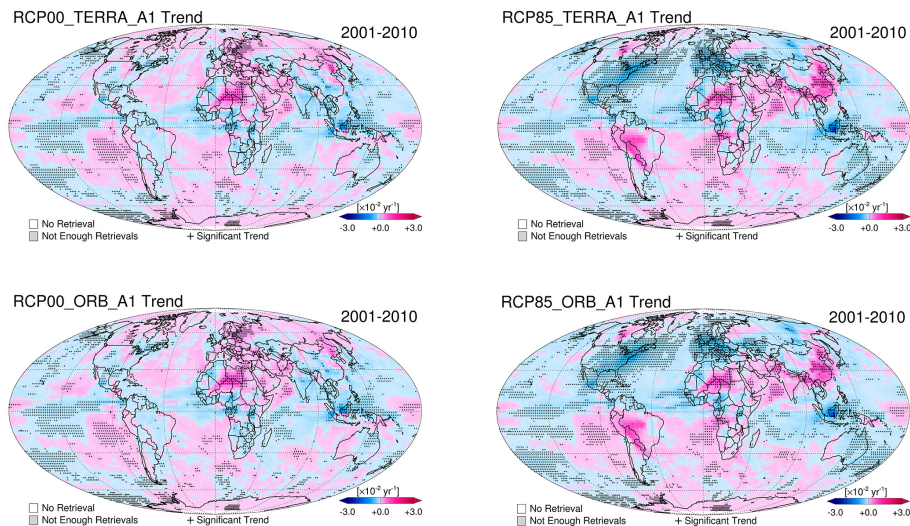 RCP00_TERRA_A1 Trend
2001-2010
No Retrieval
Not Enough Retrievals
+ Significant Trend
[×10⁻² yr⁻¹]
-3.0 +0.0 +3.0
RCP85_TERRA_A1 Trend
2001-2010
No Retrieval
Not Enough Retrievals
+ Significant Trend
[×10⁻² yr⁻¹]
-3.0 +0.0 +3.0
RCP00_ORB_A1 Trend
2001-2010
No Retrieval
Not Enough Retrievals
+ Significant Trend
[×10⁻² yr⁻¹]
-3.0 +0.0 +3.0
RCP85_ORB_A1 Trend
2001-2010
No Retrieval
Not Enough Retrievals
+ Significant Trend
[×10⁻² yr⁻¹]
-3.0 +0.0 +3.0